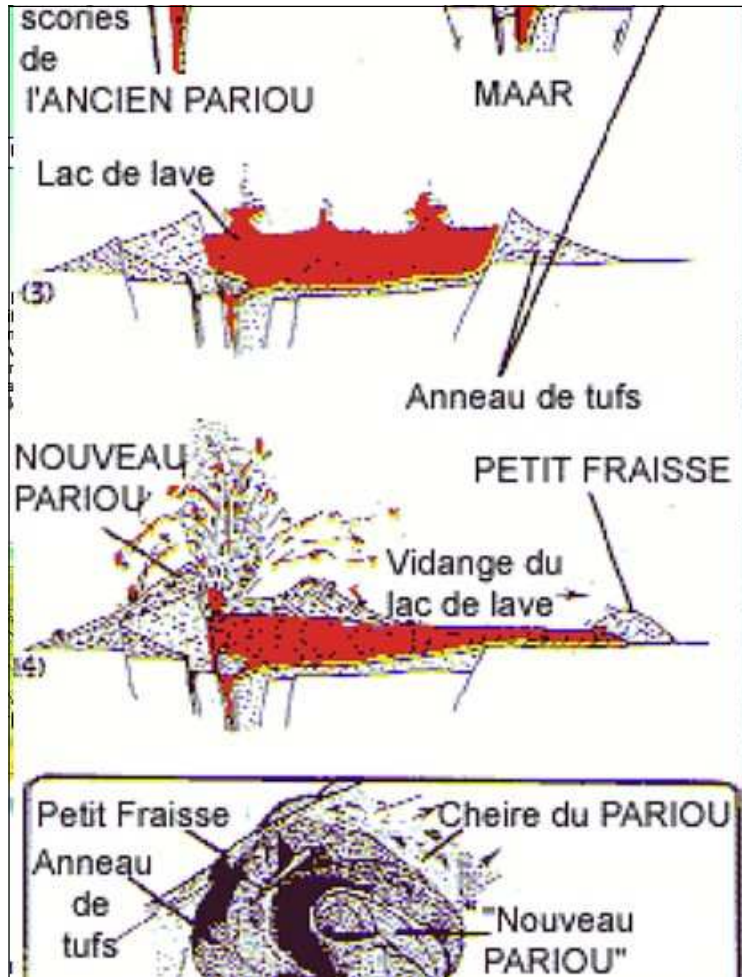 scories
de
l'ANCIEN PARIOU
MAAR
Lac de lave
(3)
Anneau de tufs
NOUVEAU
PARIOU
PETIT FRAISSE
Vidange du
lac de lave
(4)
Petit Fraisse
Cheire du PARIOU
Anneau
de
tufs
"Nouveau
PARIOU"